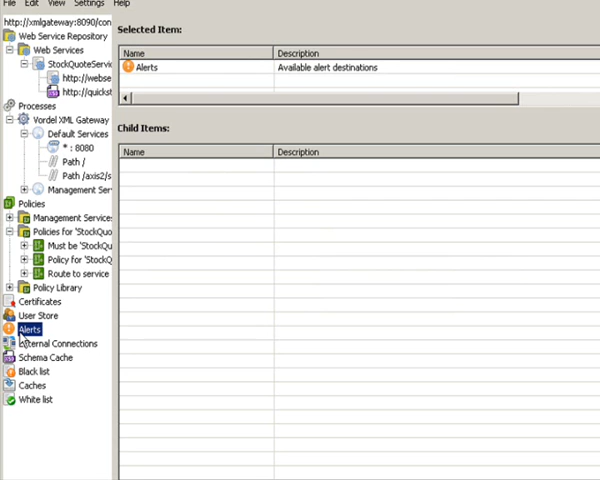 File Edit View Settings Help
http://xmlgateway:8090/con
Web Service Repository
Web Services
StockQuoteServic
http://webse
http://quickst
Processes
Vordel XML Gateway
Default Services
* : 8080
Path /
Path /axis2/s
Management Ser
Policies
Management Services
Policies for 'StockQuo
Must be 'StockQu
Policy for 'StockQ
Route to service
Policy Library
Certificates
User Store
Alerts
External Connections
Schema Cache
Black list
Caches
White list
Selected Item:
Name Description
Alerts Available alert destinations
Child Items:
Name Description